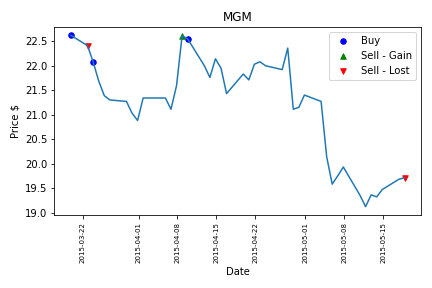 MGM
Buy
Sell - Gain
Sell - Lost
Price $
22.5
22.0
21.5
21.0
20.5
20.0
19.5
19.0
2015-03-22
2015-04-01
2015-04-08
2015-04-15
2015-04-22
2015-05-01
2015-05-08
2015-05-15
Date